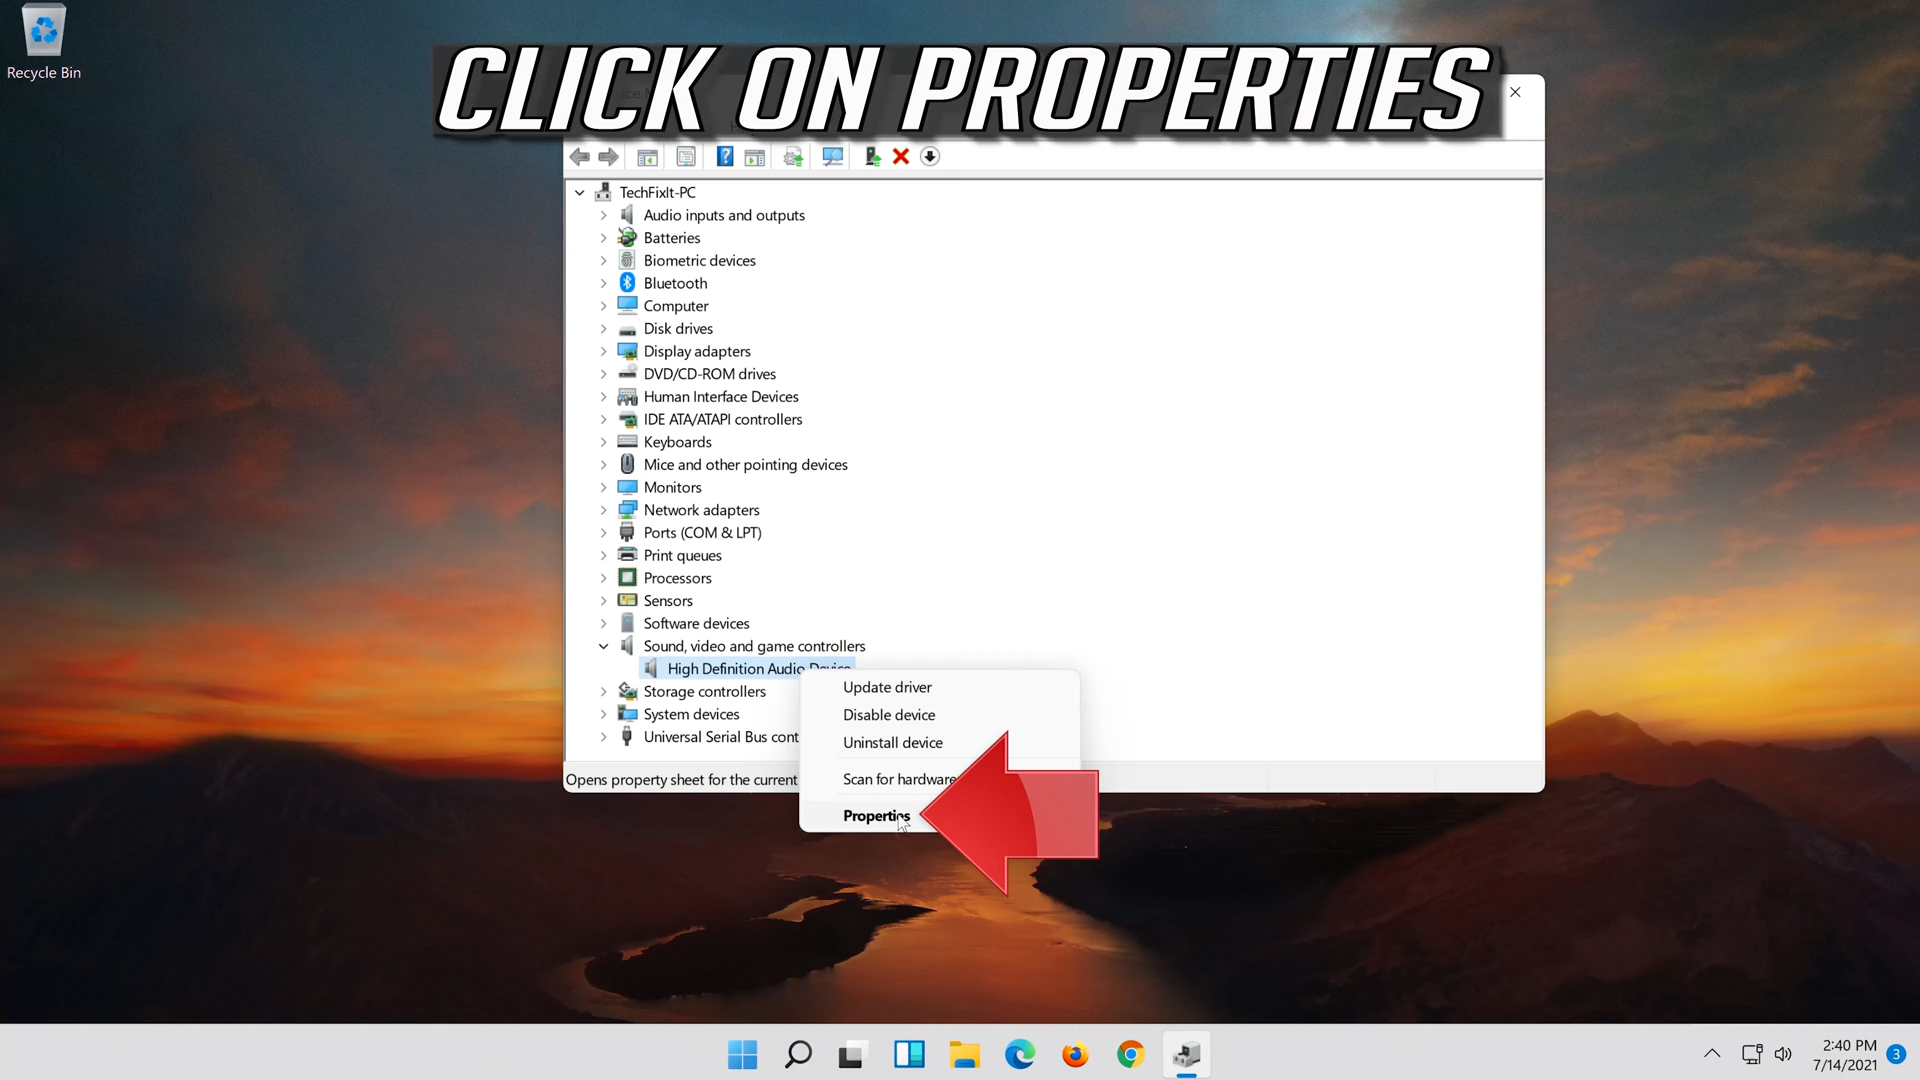 Recycle Bin
CLICK ON PROPERTIES
TechFixIt-PC
Audio inputs and outputs
Batteries
Biometric devices
Bluetooth
Computer
Disk drives
Display adapters
DVD/CD-ROM drives
Human Interface Devices
IDE ATA/ATAPI controllers
Keyboards
Mice and other pointing devices
Monitors
Network adapters
Ports (COM & LPT)
Print queues
Processors
Sensors
Software devices
Sound, video and game controllers
High Definition Audio Device
Storage controllers
System devices
Universal Serial Bus cont
Update driver
Disable device
Uninstall device
Scan for hardware
Properties
Opens property sheet for the current
2:40 PM
7/14/2021
3